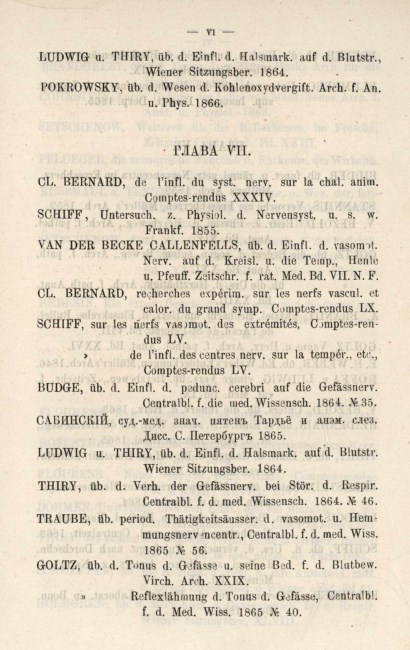 — VI —
LUDWIG u. THIRY, üb. d. Einfl. d. Halsmark. auf d. Blutstr.,
Wiener Sitzungsber. 1864.
POKROWSKY, üb. d. Wesen d. Kohlenoxydvergift. Arch. f. An.
u. Phys. 1866.
ГЛАВА VII.
CL. BERNARD, de l'infl. du syst. nerv. sur la chal. anim.
Comptes-rendus XXXIV.
SCHIFF, Untersuch. z. Physiol. d. Nervensyst. u. s. w.
Frankf. 1855.
VAN DER BECKE CALLENFELLS, üb. d. Einfl. d. vasomot.
Nerv. auf d. Kreisl. u. die Temp., Henle
u. Pfeuff. Zeitschr. f. rat. Med. Bd. VII. N. F.
CL. BERNARD, recherches expérim. sur les nerfs vascul. et
calor. du grand symp. Comptes-rendus LX.
SCHIFF, sur les nerfs vasomot. des extrémités, Comptes-ren-
dus LV.
» de l'infl. des centres nerv. sur la tempér., etc.,
Comptes-rendus LV.
BUDGE, üb. d. Einfl. d. pedunc. cerebri auf die Gefässnerv.
Centralbl. f. die med. Wissensch. 1864. № 35.
САБИНСКІЙ, суд.-мед. знач. пятенъ Тардьё и анэм. слез.
Дисс. С. Петербургъ 1865.
LUDWIG u. THIRY, üb. d. Einfl. d. Halsmark. auf d. Blutstr.
Wiener Sitzungsber. 1864.
THIRY, üb. d. Verh. der Gefässnerv. bei Stör. d. Respir.
Centralbl. f. d. med. Wissensch. 1864. № 46.
TRAUBE, üb. period. Thätigkeitsäusser. d. vasomot. u. Hem-
mungsnervencentr., Centralbl. f. d. med. Wiss.
1865 № 56.
GOLTZ, üb. d. Tonus d. Gefässe u. seine Bed. f. d. Blutbew.
Virch. Arch. XXIX.
» Reflexlähmung d. Tonus d. Gefässe, Centralbl.
f. d. Med. Wiss. 1865 № 40.